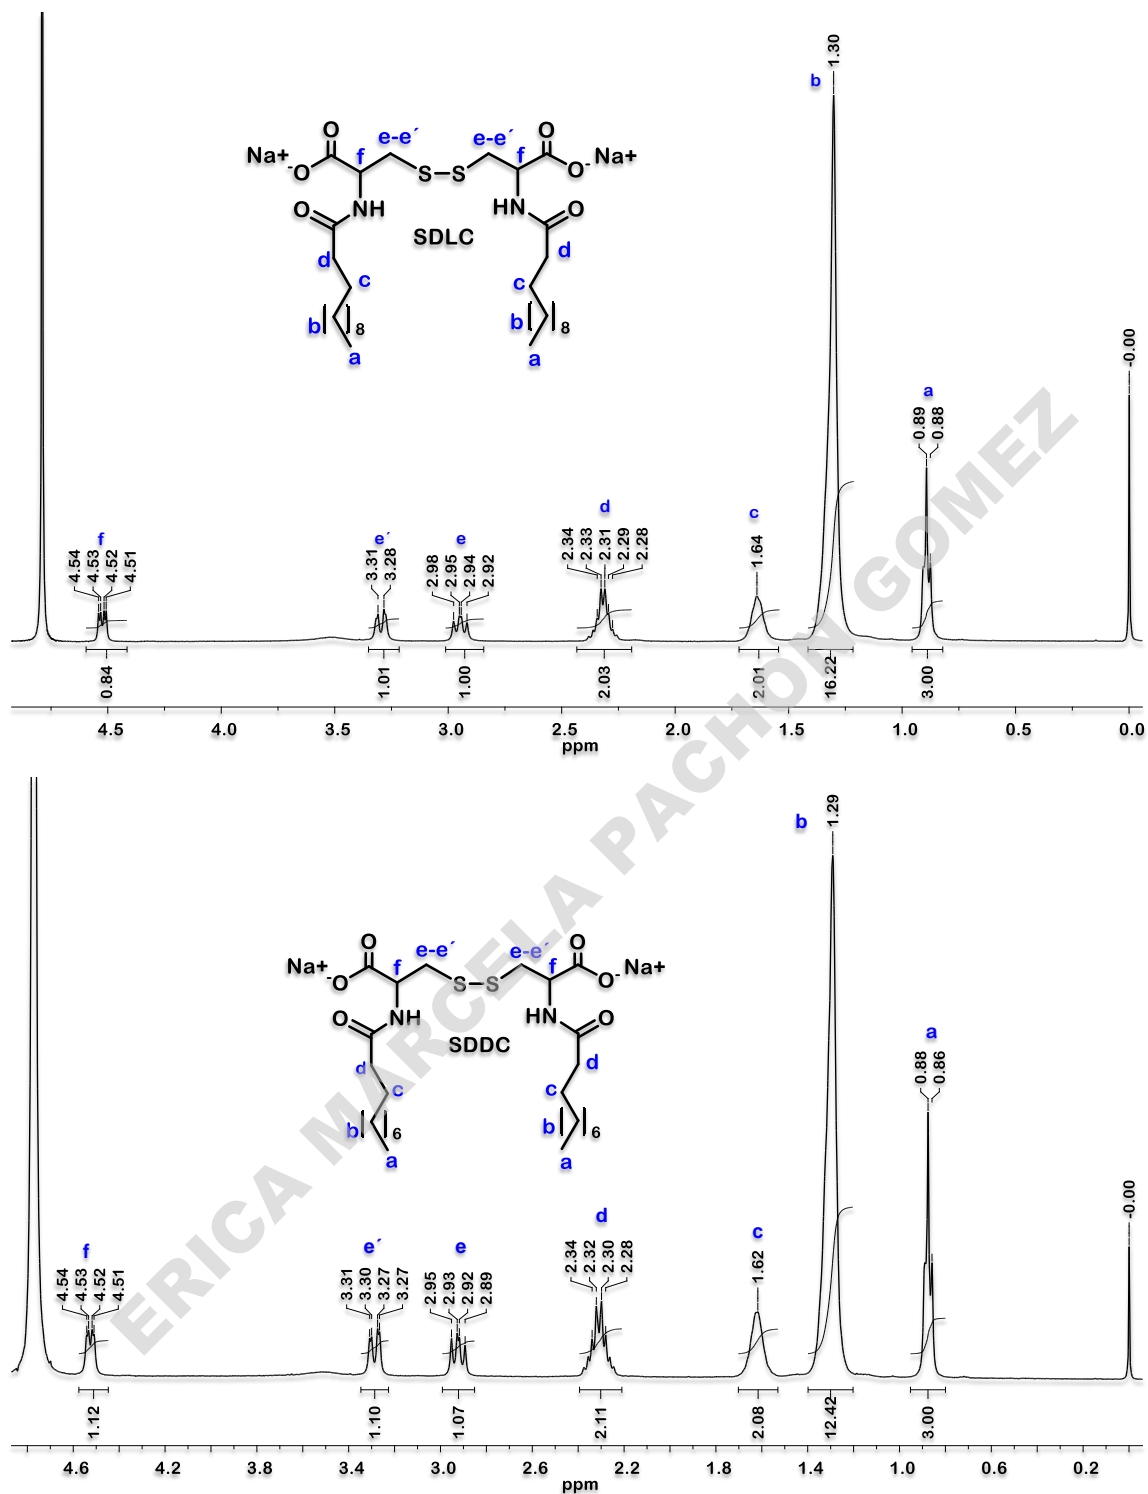 b
1.30
Na+
-O
O
f
e-e´
S-S
e-e´
f
O
O-
Na+
O
NH
SDLC
HN
O
d
c
b
8
a
d
c
b
8
a
-0.00
a
0.89
0.88
c
1.64
d
2.34
2.33
2.31
2.29
2.28
e
2.98
2.95
2.94
2.92
e´
3.31
3.28
f
4.54
4.53
4.52
4.51
0.84
1.01
1.00
2.03
2.01
16.22
3.00
4.5 4.0 3.5 3.0 2.5 2.0 1.5 1.0 0.5 0.0
ppm
b
1.29
Na+
-O
O
f
e-e´
S-S
e-e´
f
O
O-
Na+
O
NH
SDDC
HN
O
d
c
b
6
a
d
c
b
6
a
-0.00
a
0.88
0.86
c
1.62
d
2.34
2.32
2.30
2.28
e
2.95
2.93
2.92
2.89
e´
3.31
3.30
3.27
3.27
f
4.54
4.53
4.52
4.51
1.12
1.10
1.07
2.11
2.08
12.42
3.00
4.6 4.2 3.8 3.4 3.0 2.6 2.2 1.8 1.4 1.0 0.6 0.2
ppm
ERICA MARCELA PACHON GOMEZ